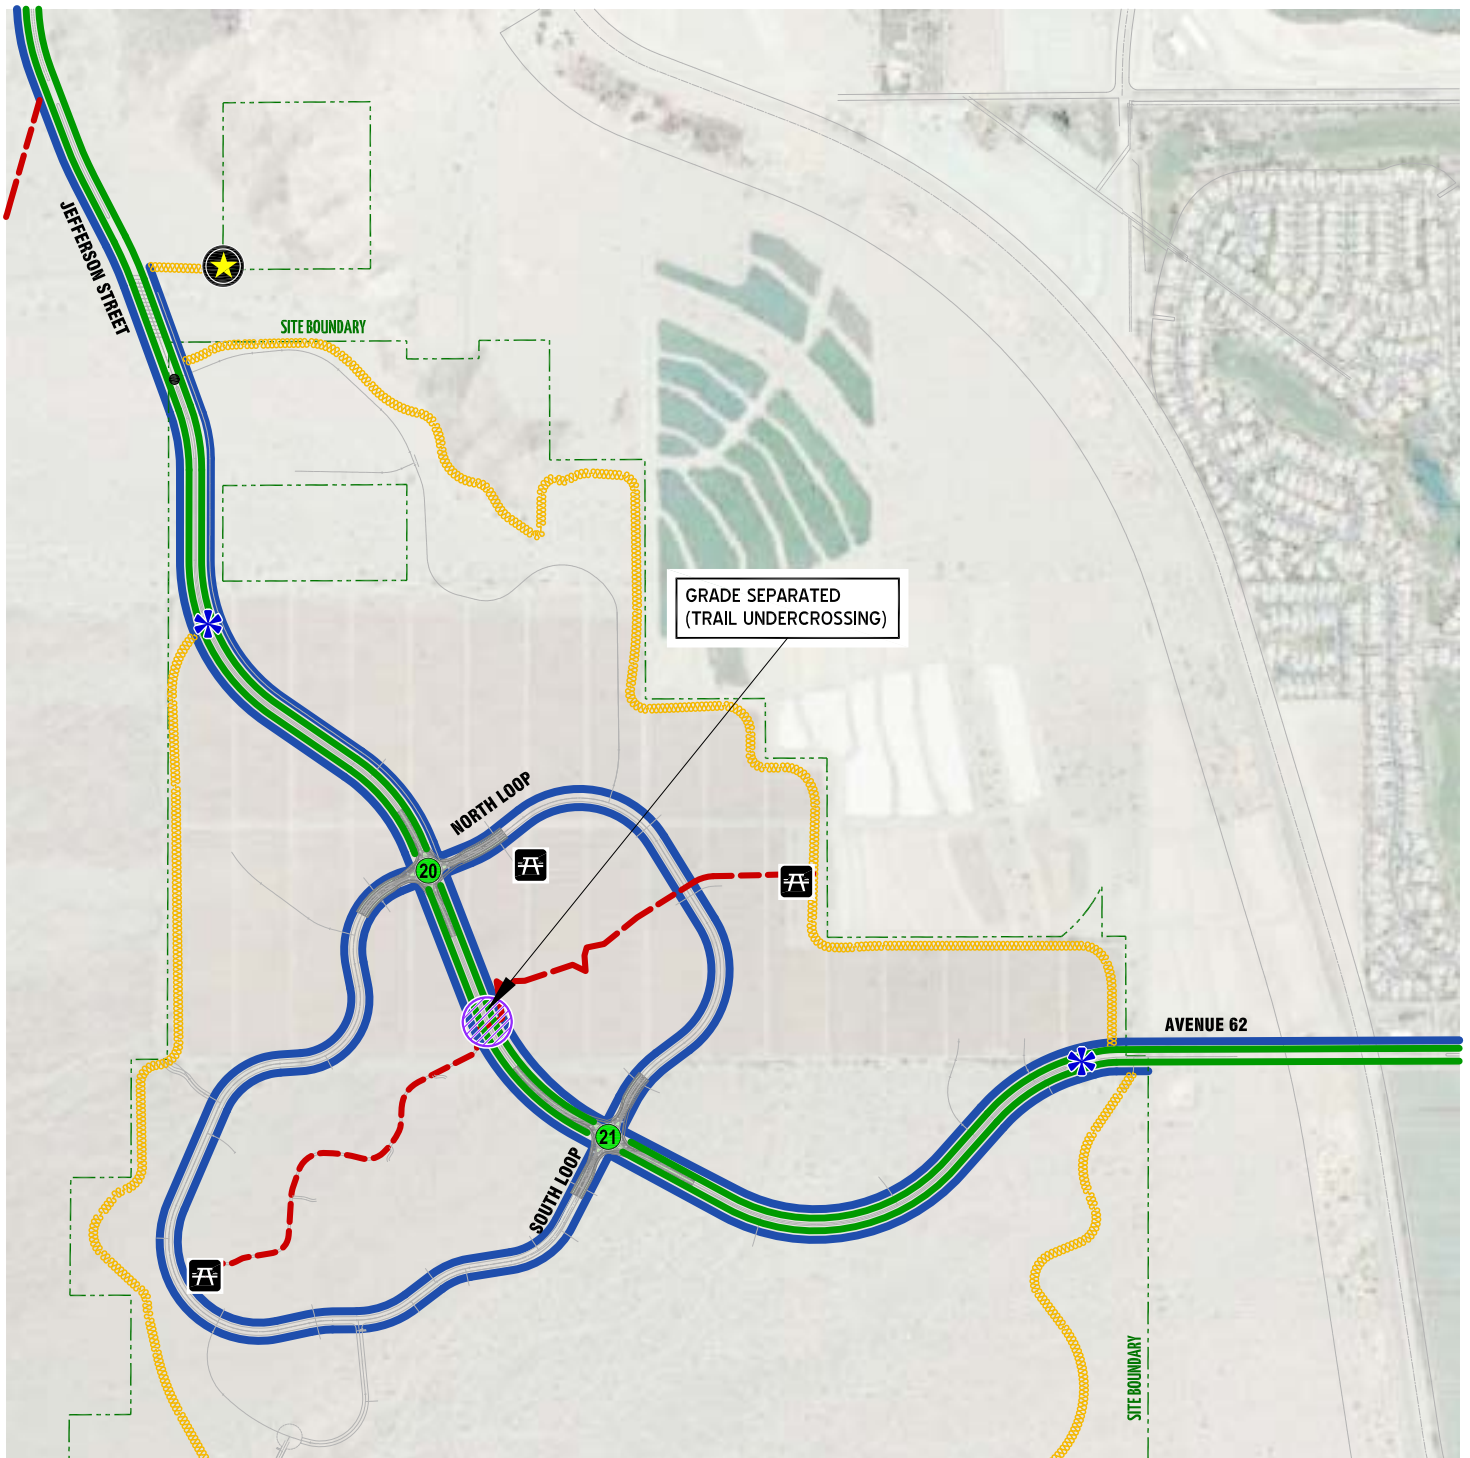 JEFFERSON STREET
SITE BOUNDARY
GRADE SEPARATED
(TRAIL UNDERCROSSING)
NORTH LOOP
20
AVENUE 62
21
SOUTH LOOP
SITE BOUNDARY